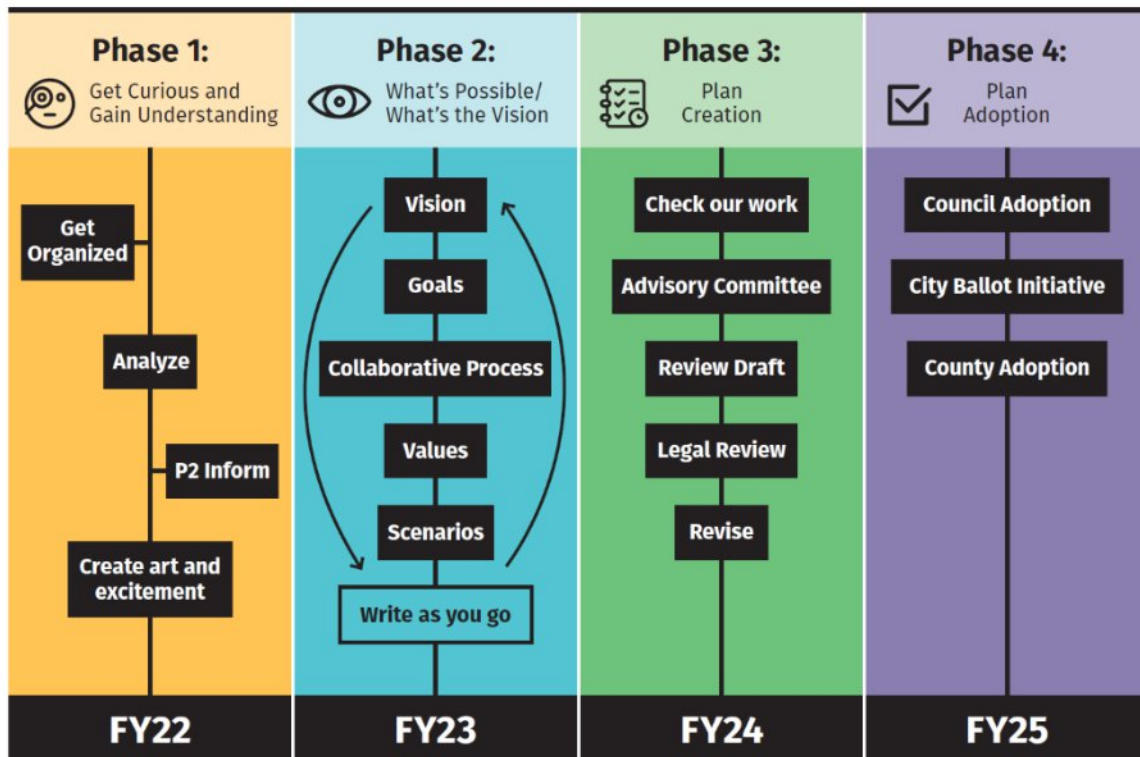 Phase 1:
Get Curious and
Gain Understanding
Get
Organized
Analyze
P2 Inform
Create art and
excitement
FY22
Phase 2:
What's Possible/
What's the Vision
Vision
Goals
Collaborative Process
Values
Scenarios
Write as you go
FY23
Phase 3:
Plan
Creation
Check our work
Advisory Committee
Review Draft
Legal Review
Revise
FY24
Phase 4:
Plan
Adoption
Council Adoption
City Ballot Initiative
County Adoption
FY25